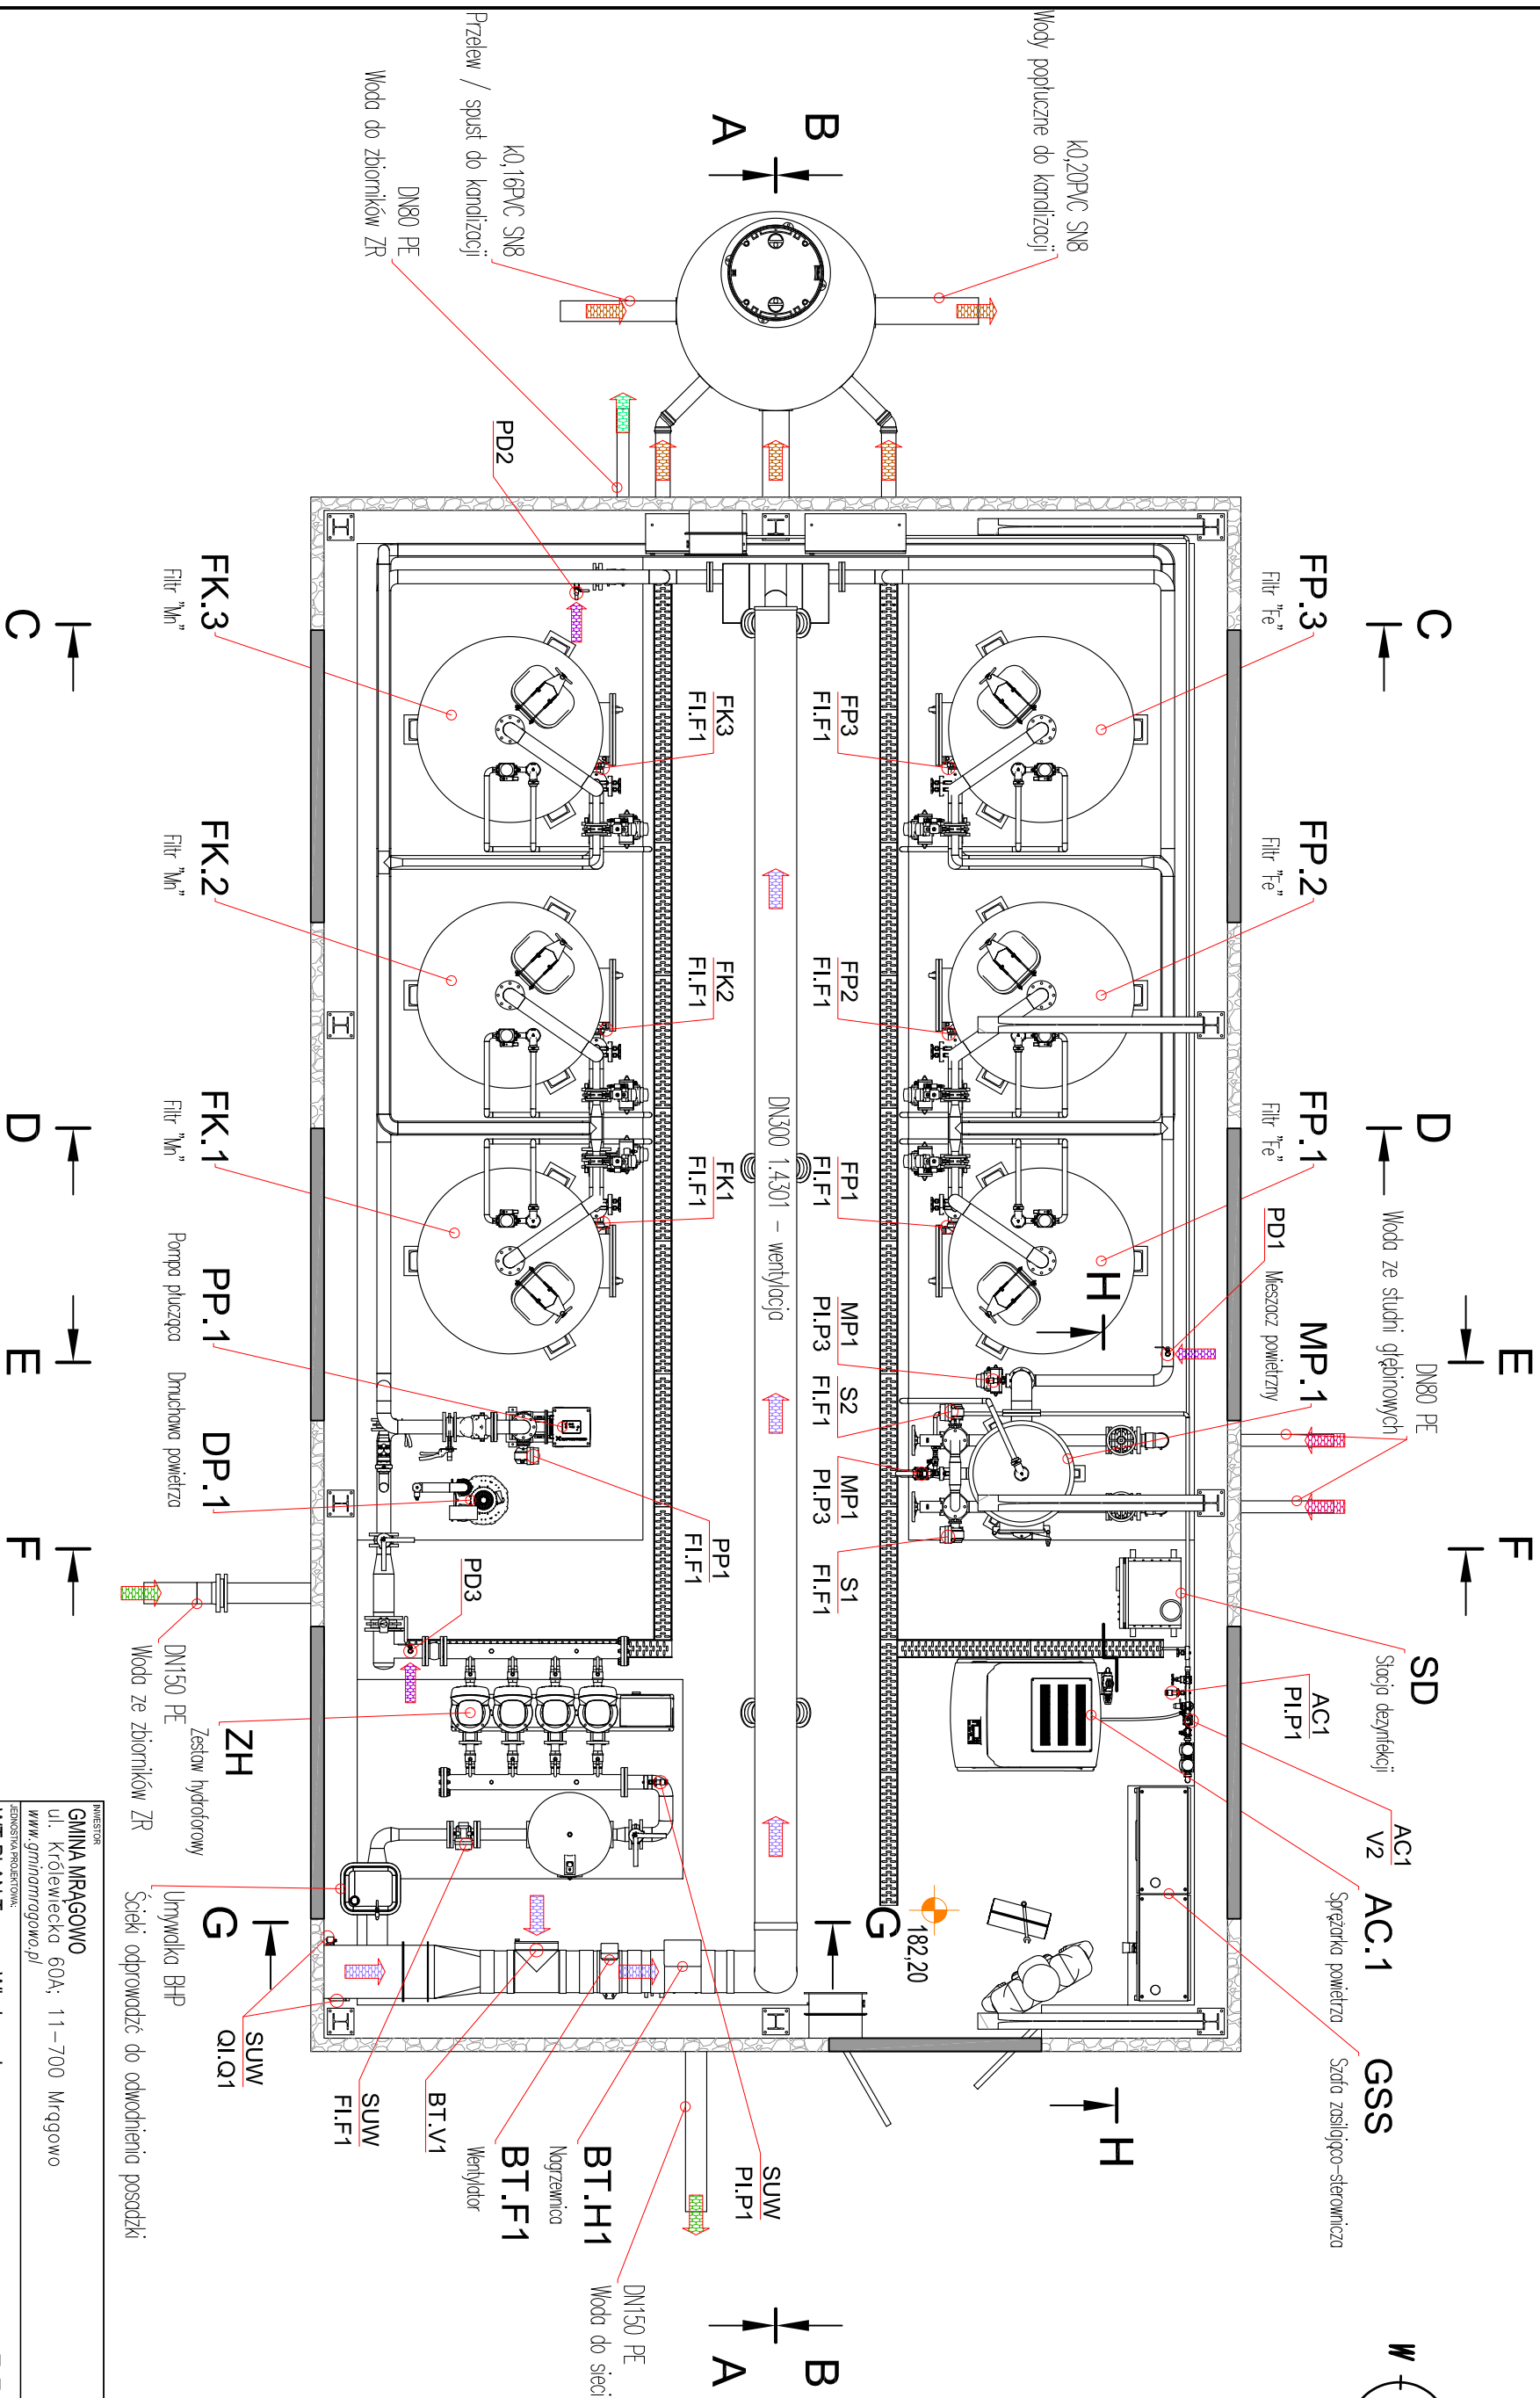 Wody popłuczne do kanalizacji
k0,20PVC SN8
B
A
Przelew / spust do kanalizacji
k0,16PVC SN8
Woda do zbiorników ZR
DN80 PE
PD2
C
FP.3
Filtr "Fe"
FP.2
Filtr "Fe"
FP.1
Filtr "Fe"
D
Woda ze studni głębinowych
DN80 PE
PD1
MP.1
Mieszacz powietrzny
E
F
SD
Stacja dezynfekcji
AC1
PI.P1
AC1
V2
AC.1
Sprężarka powietrza
GSS
Szafa zasilająco-sterownicza
H
H
W
FP3
FI.F1
FP2
FI.F1
FP1
FI.F1
MP1
PI.P3
S2
FI.F1
MP1
PI.P3
S1
FI.F1
G
182,20
DN300 1.4301 - wentylacja
FK3
FI.F1
FK2
FI.F1
FK1
FI.F1
PP1
FI.F1
PD3
FK.3
Filtr "Mn"
FK.2
Filtr "Mn"
FK.1
Filtr "Mn"
PP.1
Pompa płucząca
DP.1
Dmuchawa powietrza
C
D
E
F
DN150 PE
Woda ze zbiorników ZR
ZH
Zestaw hydroforowy
Umywalka BHP
Ścieki odprowadzć do odwodnienia posadzki
G
SUW
QI.Q1
SUW
FI.F1
BT.V1
BT.F1
Wentylator
BT.H1
Nagrzewnica
SUW
PI.P1
DN150 PE
Woda do sieci
B
A
INWESTOR
GMINA MRĄGOWO
ul. Królewiecka 60A; 11-700 Mrągowo
www.gminamragowo.pl
JEDNOSTKA PROJEKTOWA: